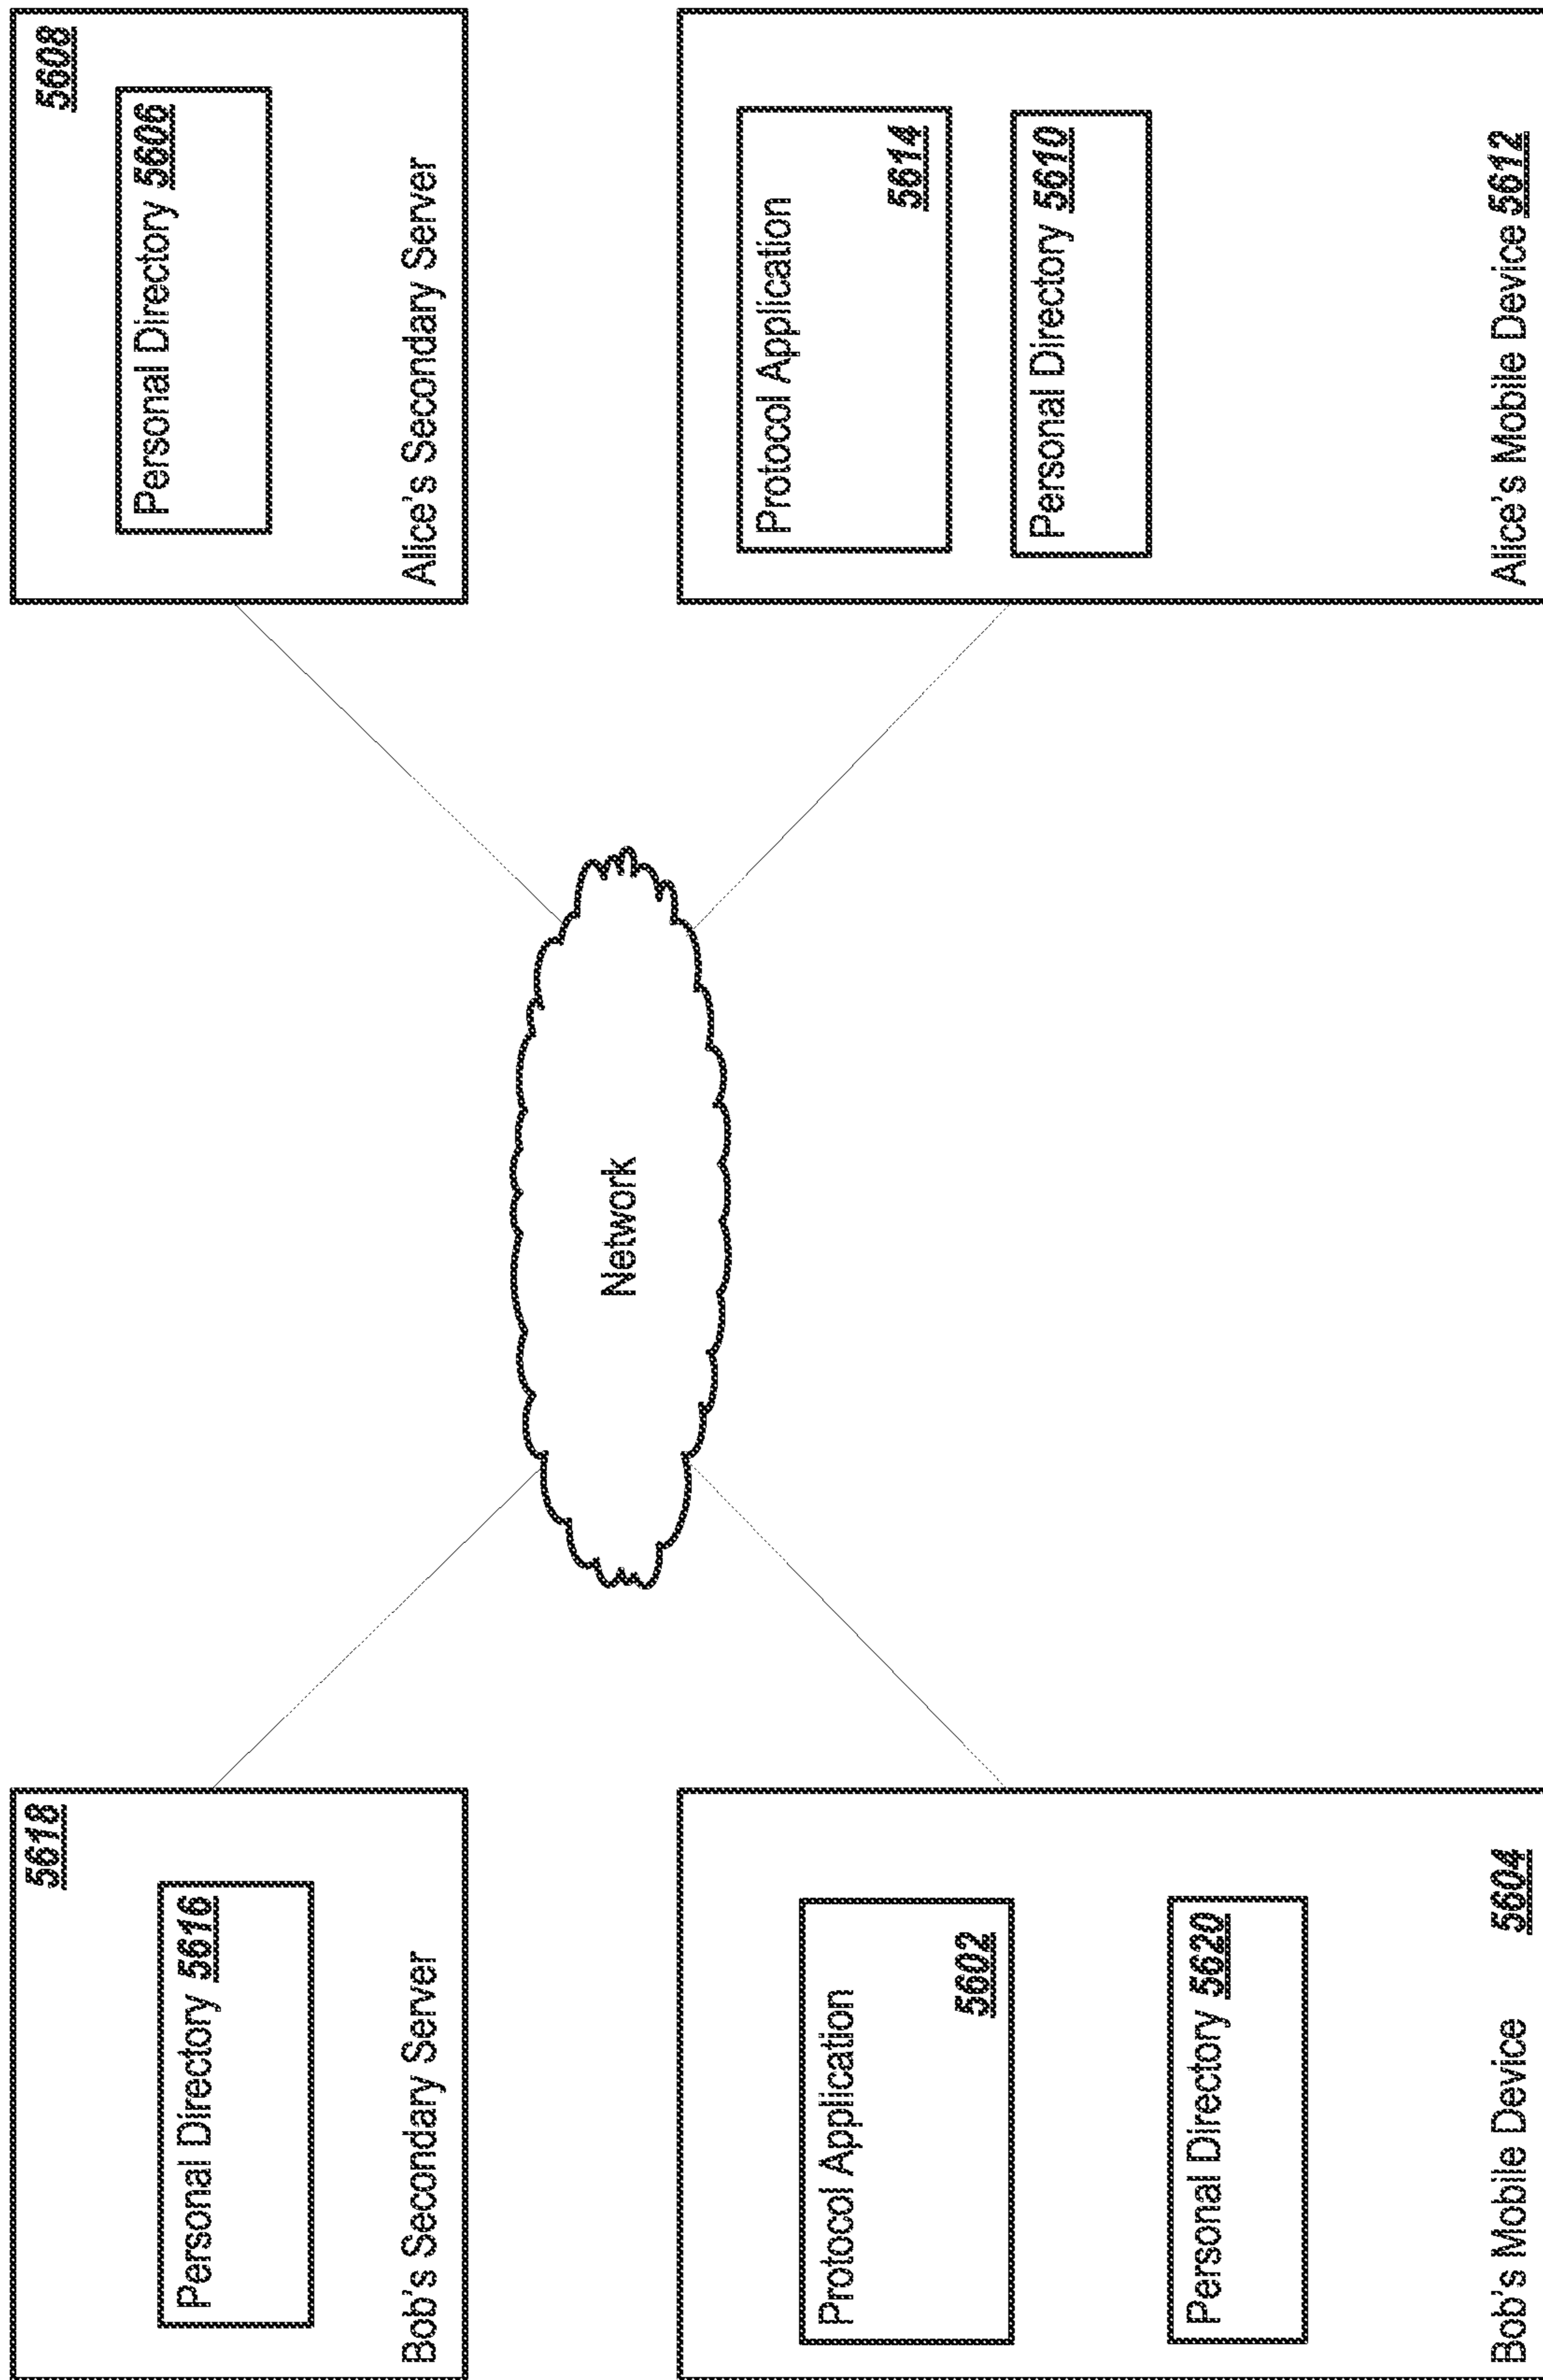 5618
Personal Directory 5616
Bob's Secondary Server
5608
Personal Directory 5606
Alice's Secondary Server
Network
Protocol Application
5602
Personal Directory 5620
Bob's Mobile Device 5604
Protocol Application
5614
Personal Directory 5610
Alice's Mobile Device 5612